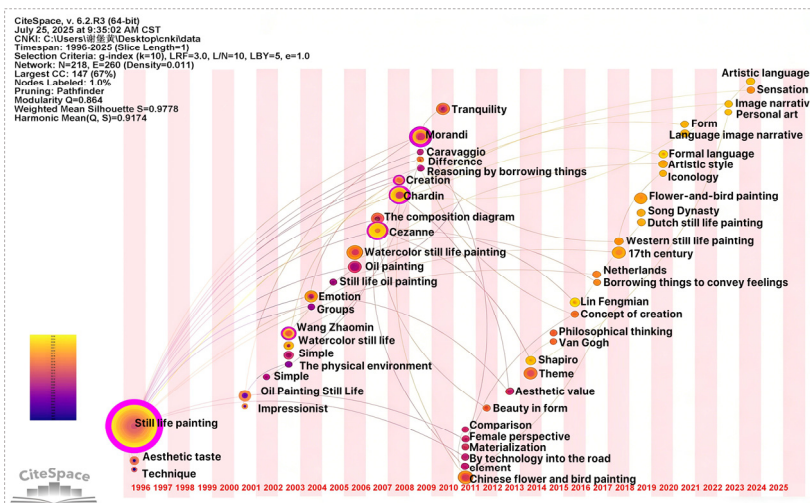 CiteSpace, v. 6.2.R3 (64-bit)
July 25, 2025 at 9:35:02 AM CST
CNKI: C:\Users\谢堡黄\Desktop\cnki\data
Timespan: 1996-2025 (Slice Length=1)
Selection Criteria: g-index (k=10), LRF=3.0, L/N=10, LBY=5, e=1.0
Network: N=218, E=260 (Density=0.011)
Largest CC: 147 (67%)
Nodes Labeled: 1.0%
Pruning: Pathfinder
Modularity Q=0.864
Weighted Mean Silhouette S=0.9778
Harmonic Mean(Q, S)=0.9174
Artistic language
Sensation
Image narrative
Personal art
Tranquility
Form
Language image narrative
Morandi
Caravaggio
Difference
Reasoning by borrowing things
Formal language
Artistic style
Iconology
Creation
Chardin
Flower-and-bird painting
Song Dynasty
Dutch still life painting
The composition diagram
Cezanne
Western still life painting
17th century
Watercolor still life painting
Oil painting
Netherlands
Borrowing things to convey feelings
Still life oil painting
Emotion
Groups
Lin Fengmian
Concept of creation
Wang Zhaomin
Watercolor still life
Simple
The physical environment
Philosophical thinking
Van Gogh
Shapiro
Theme
Simple
Oil Painting Still Life
Impressionist
Aesthetic value
Beauty in form
Still life painting
Comparison
Female perspective
Materialization
By technology into the road
element
Chinese flower and bird painting
Aesthetic taste
Technique
CiteSpace
1996 1997 1998 1999 2000 2001 2002 2003 2004 2005 2006 2007 2008 2009 2010 2011 2012 2013 2014 2015 2016 2017 2018 2019 2020 2021 2022 2023 2024 2025